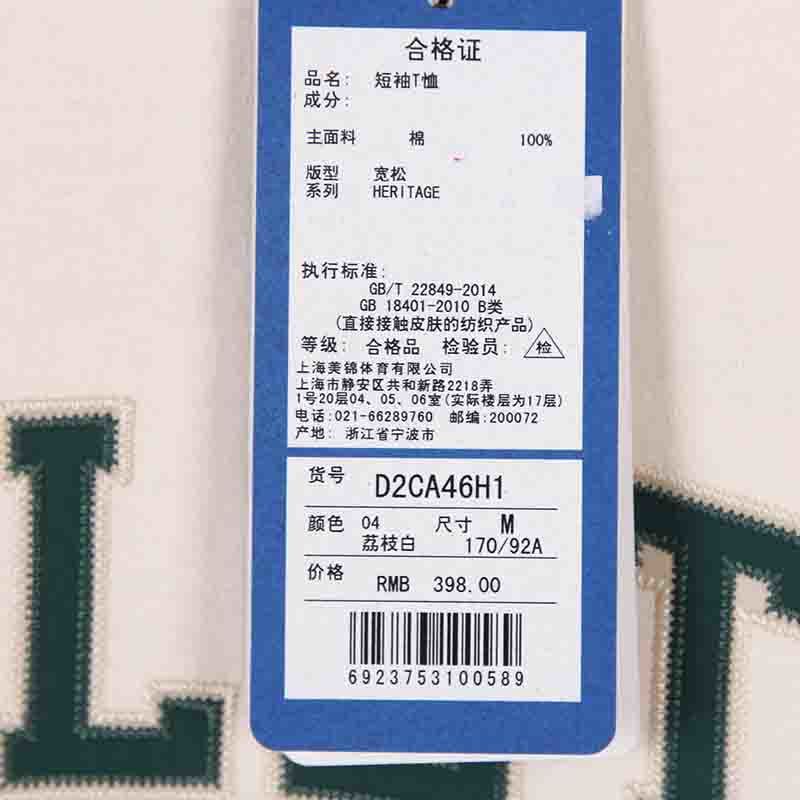 合格证
品名: 短袖T恤
成分:
主面料 棉 100%
版型 宽松
系列 HERITAGE
执行标准:
GB/T 22849-2014
GB 18401-2010 B类
(直接接触皮肤的纺织产品)
等级: 合格品 检验员: 检
上海美锦体育有限公司
上海市静安区共和新路2218弄
1号20层04、05、06室(实际楼层为17层)
电话:021-66289760 邮编:200072
产地: 浙江省宁波市
货号 D2CA46H1
颜色 04 尺寸 M
荔枝白 170/92A
价格 RMB 398.00
6923753100589